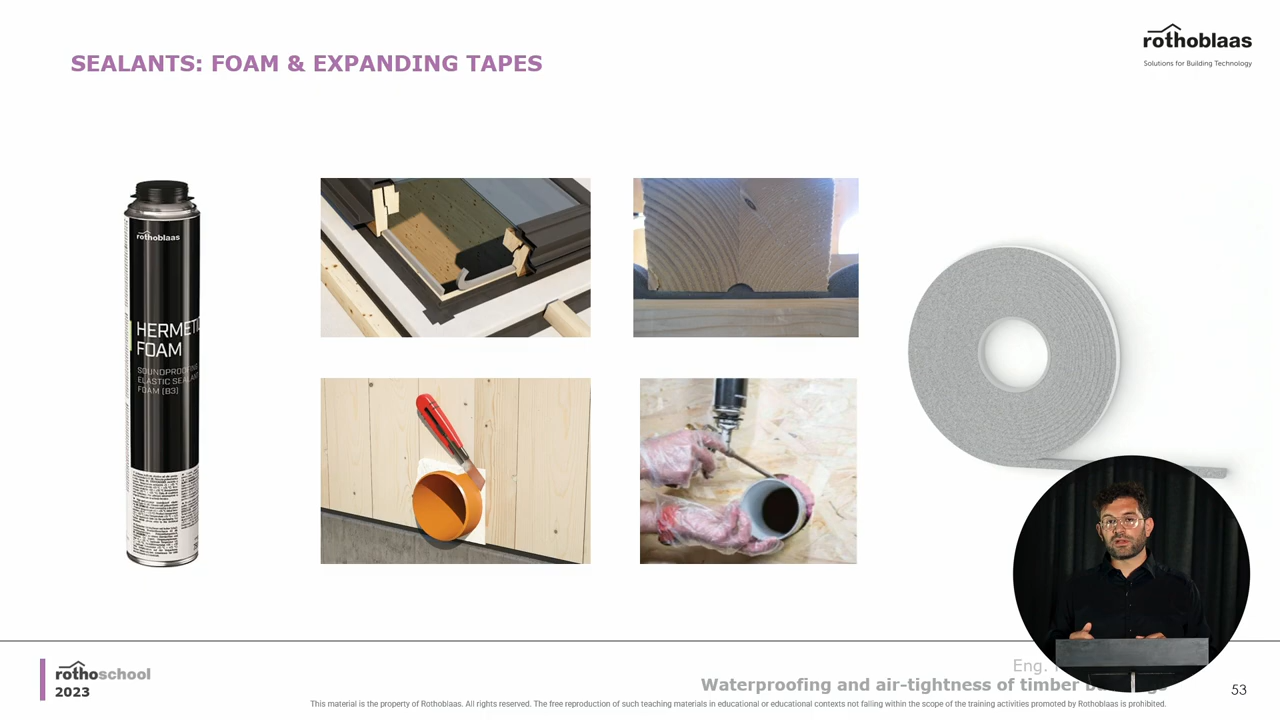 SEALANTS: FOAM & EXPANDING TAPES
rothoblaas
Solutions for Building Technology
rothoblaas
HERMETIC
FOAM
SOUNDPROOFING
ELASTIC SEALANT
FOAM (B3)
rothoschool
2023
Eng.
Waterproofing and air-tightness of timber
This material is the property of Rothoblaas. All rights reserved. The free reproduction of such teaching materials in educational or educational contexts not falling within the scope of the training activities promoted by Rothoblaas is prohibited.
53